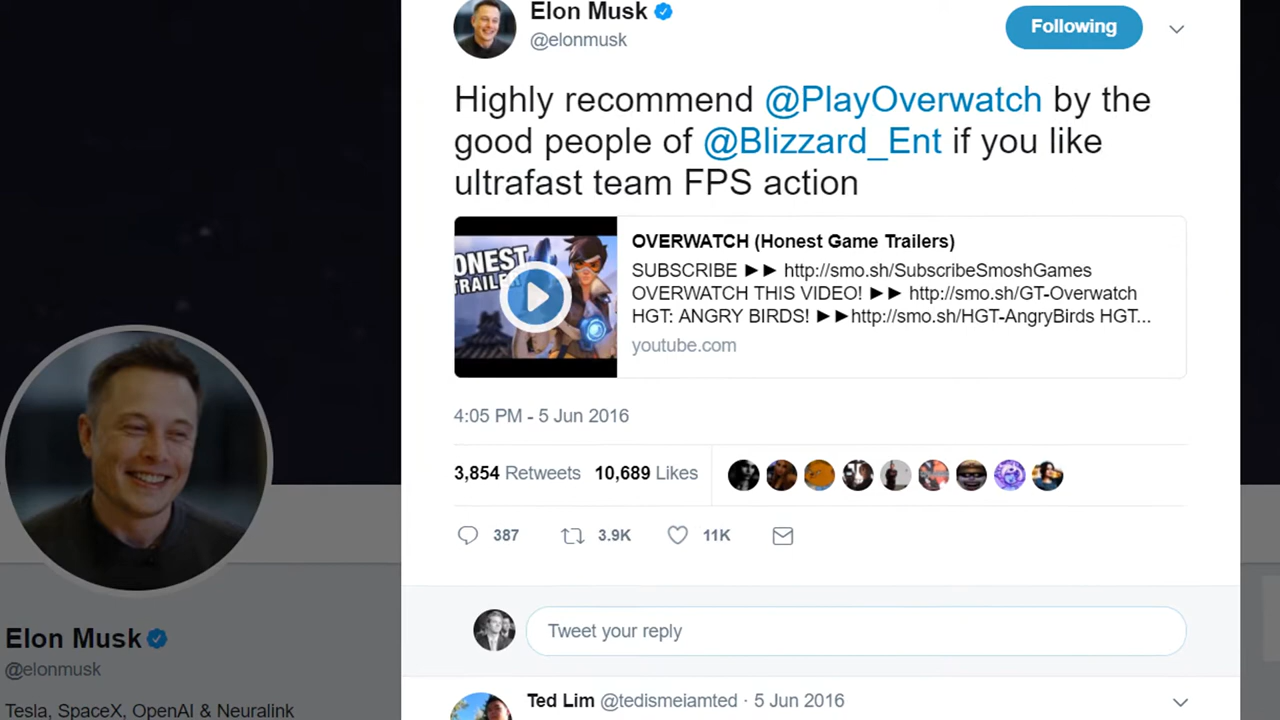 Elon Musk
@elonmusk
Following
Highly recommend @PlayOverwatch by the
good people of @Blizzard_Ent if you like
ultrafast team FPS action
ONEST
TRAILER
OVERWATCH (Honest Game Trailers)
SUBSCRIBE ►► http://smo.sh/SubscribeSmoshGames
OVERWATCH THIS VIDEO! ►► http://smo.sh/GT-Overwatch
HGT: ANGRY BIRDS! ►►http://smo.sh/HGT-AngryBirds HGT...
youtube.com
4:05 PM - 5 Jun 2016
3,854 Retweets 10,689 Likes
387 3.9K 11K
Tweet your reply
Ted Lim @tedismeiamted · 5 Jun 2016
Elon Musk
@elonmusk
Tesla, SpaceX, OpenAI & Neuralink